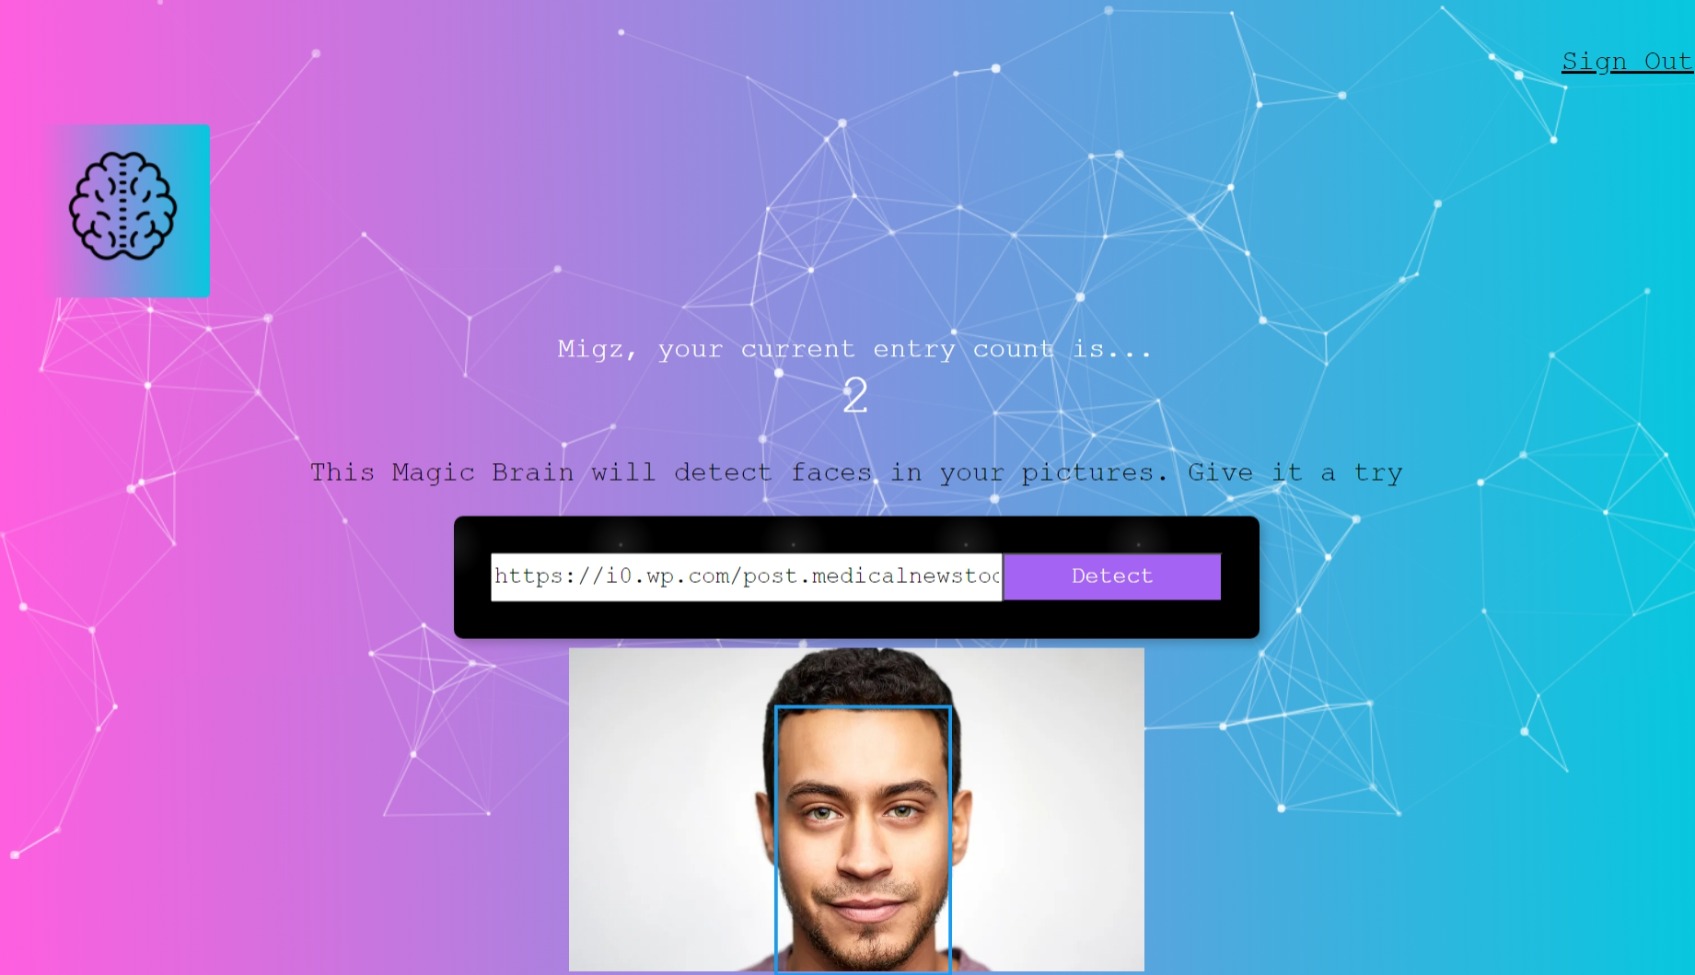 Sign Out
Migz, your current entry count is...
2
This Magic Brain will detect faces in your pictures. Give it a try
https://i0.wp.com/post.medicalnewstoc Detect